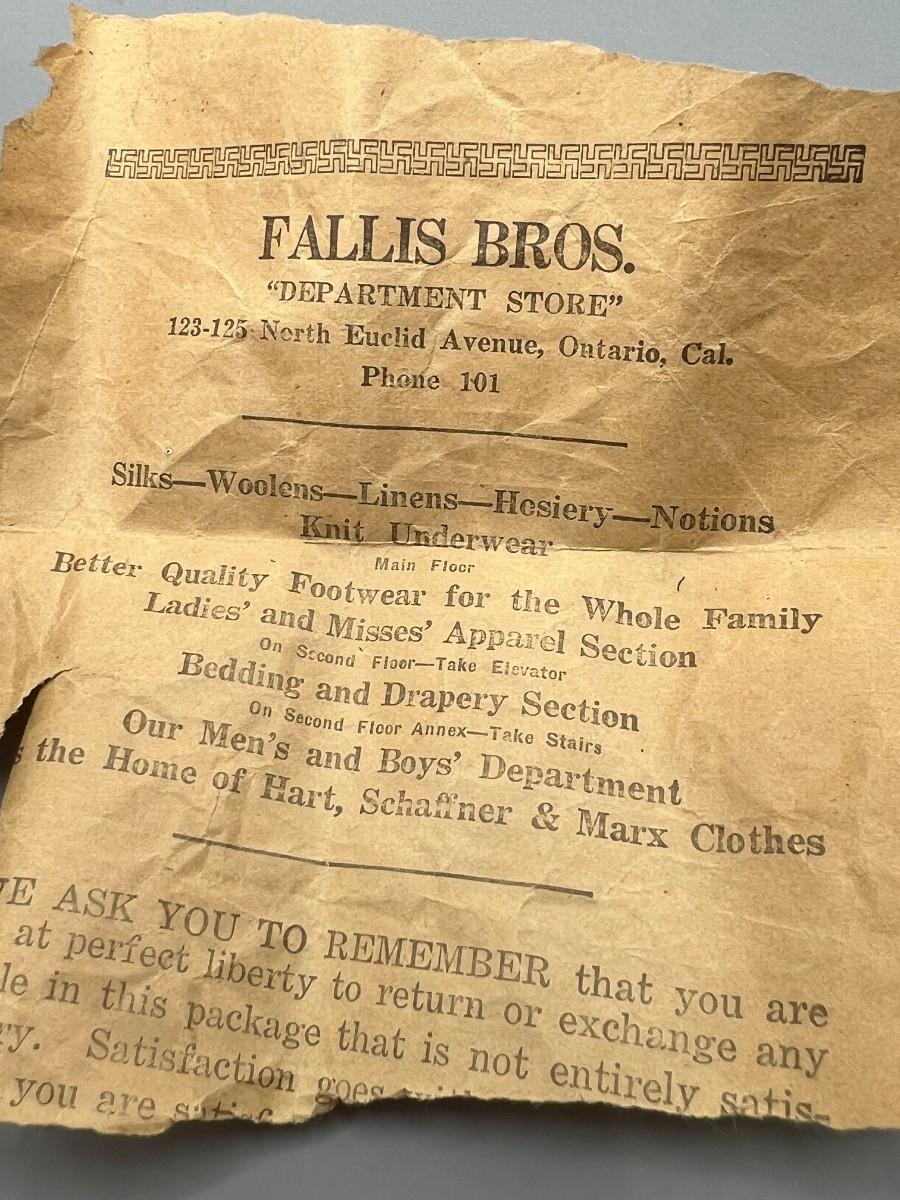 FALLIS BROS.
“DEPARTMENT STORE”
123-125 North Euclid Avenue, Ontario, Cal.
Phone 101
Silks—Woolens—Linens—Hosiery—Notions
Knit Underwear
Main Floor
Better Quality Footwear for the Whole Family
Ladies’ and Misses’ Apparel Section
On Second Floor—Take Elevator
Bedding and Drapery Section
On Second Floor Annex—Take Stairs
Our Men’s and Boys’ Department
the Home of Hart, Schaffner & Marx Clothes
ASK YOU TO REMEMBER that you are
at perfect liberty to return or exchange any
in this package that is not entirely satis-
Satisfaction goes
you are